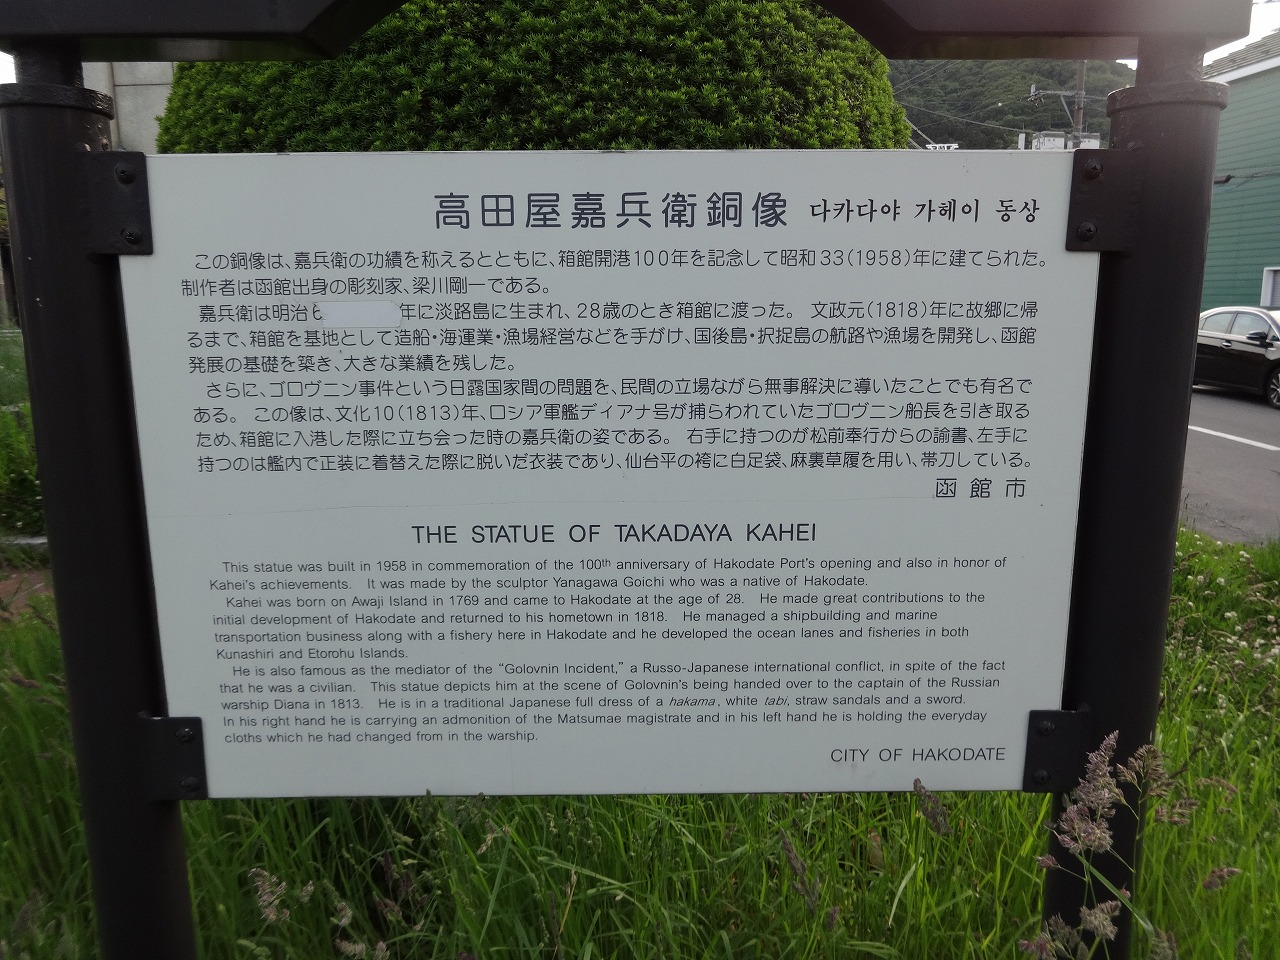 高田屋嘉兵衛銅像 다카다야 가헤이 동상
この銅像は、嘉兵衛の功績を称えるとともに、箱館開港100年を記念して昭和33(1958)年に建てられた。
制作者は函館出身の彫刻家、梁川剛一である。
嘉兵衛は明治6 年に淡路島に生まれ、28歳のとき箱館に渡った。 文政元(1818)年に故郷に帰
るまで、箱館を基地として造船・海運業・漁場経営などを手がけ、国後島・択捉島の航路や漁場を開発し、函館
発展の基礎を築き、大きな業績を残した。
さらに、ゴロヴニン事件という日露国家間の問題を、民間の立場ながら無事解決に導いたことでも有名で
ある。 この像は、文化10(1813)年、ロシア軍艦ディアナ号が捕らわれていたゴロヴニン船長を引き取る
ため、箱館に入港した際に立ち会った時の嘉兵衛の姿である。 右手に持つのが松前奉行からの諭書、左手に
持つのは艦内で正装に着替えた際に脱いだ衣装であり、仙台平の袴に白足袋、麻裏草履を用い、帯刀している。
函館市
THE STATUE OF TAKADAYA KAHEI
This statue was built in 1958 in commemoration of the 100th anniversary of Hakodate Port's opening and also in honor of
Kahei's achievements. It was made by the sculptor Yanagawa Goichi who was a native of Hakodate.
Kahei was born on Awaji Island in 1769 and came to Hakodate at the age of 28. He made great contributions to the
initial development of Hakodate and returned to his hometown in 1818. He managed a shipbuilding and marine
transportation business along with a fishery here in Hakodate and he developed the ocean lanes and fisheries in both
Kunashiri and Etorohu Islands.
He is also famous as the mediator of the "Golovnin Incident," a Russo-Japanese international conflict, in spite of the fact
that he was a civilian. This statue depicts him at the scene of Golovnin's being handed over to the captain of the Russian
warship Diana in 1813. He is in a traditional Japanese full dress of a hakama, white tabi, straw sandals and a sword.
In his right hand he is carrying an admonition of the Matsumae magistrate and in his left hand he is holding the everyday
cloths which he had changed from in the warship.
CITY OF HAKODATE